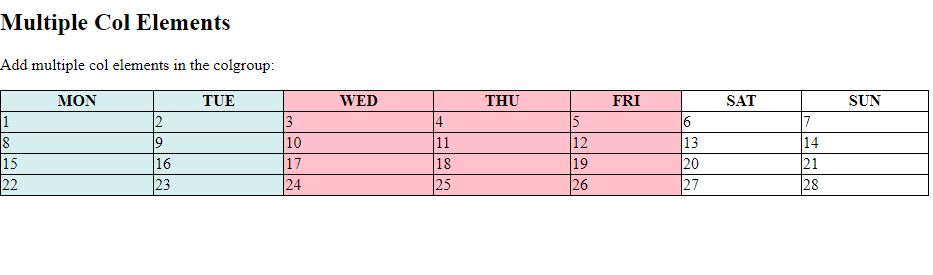 Multiple Col Elements
Add multiple col elements in the colgroup:
MON TUE WED THU FRI SAT SUN
1 2 3 4 5 6 7
8 9 10 11 12 13 14
15 16 17 18 19 20 21
22 23 24 25 26 27 28